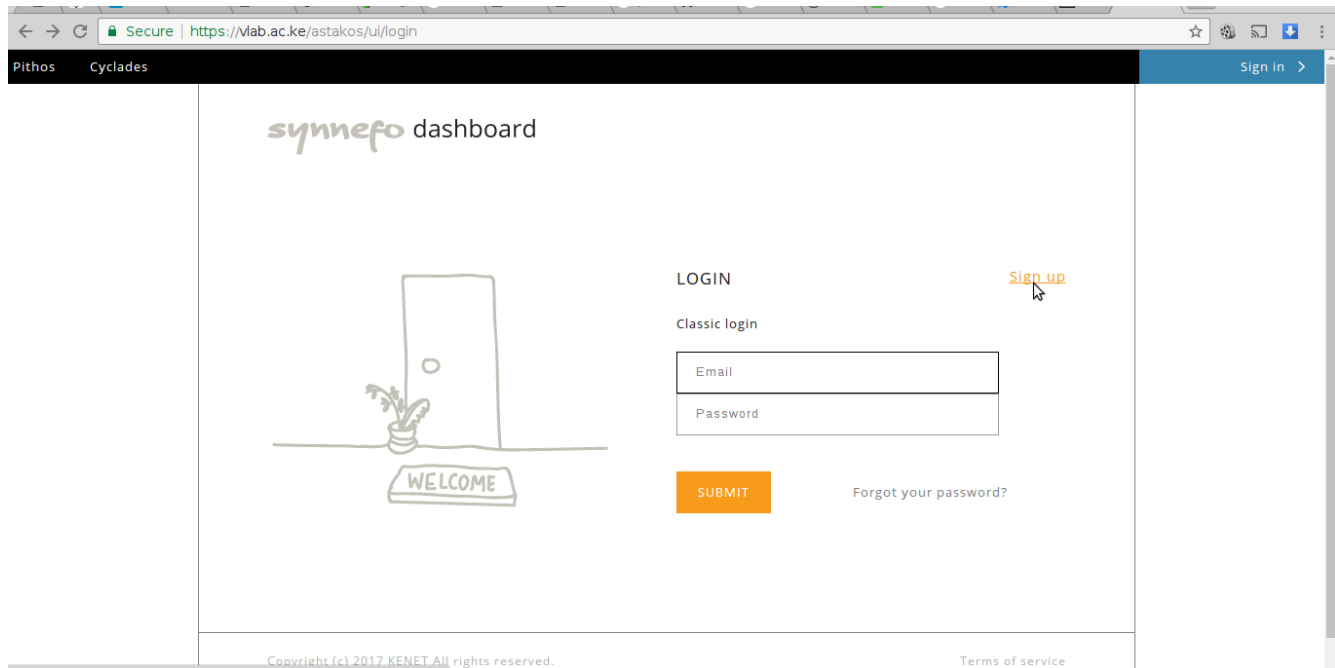 Secure | https://vlab.ac.ke/astakos/ui/login
Pithos Cyclades Sign in
synnefo dashboard
LOGIN Sign up
Classic login
Email
Password
WELCOME
SUBMIT Forgot your password?
Copyright (c) 2017 KENET All rights reserved. Terms of service